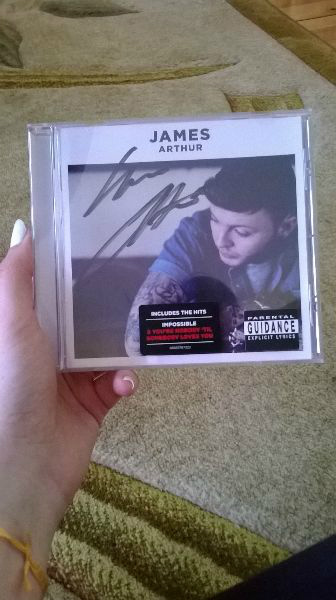 JAMES
ARTHUR
INCLUDES THE HITS
IMPOSSIBLE
& YOU'RE NOBODY 'TIL
SOMEBODY LOVES YOU
PARENTAL
GUIDANCE
EXPLICIT LYRICS